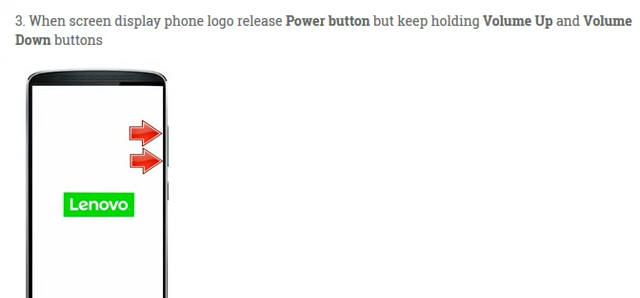 3. When screen display phone logo release Power button but keep holding Volume Up and Volume
Down buttons
Lenovo